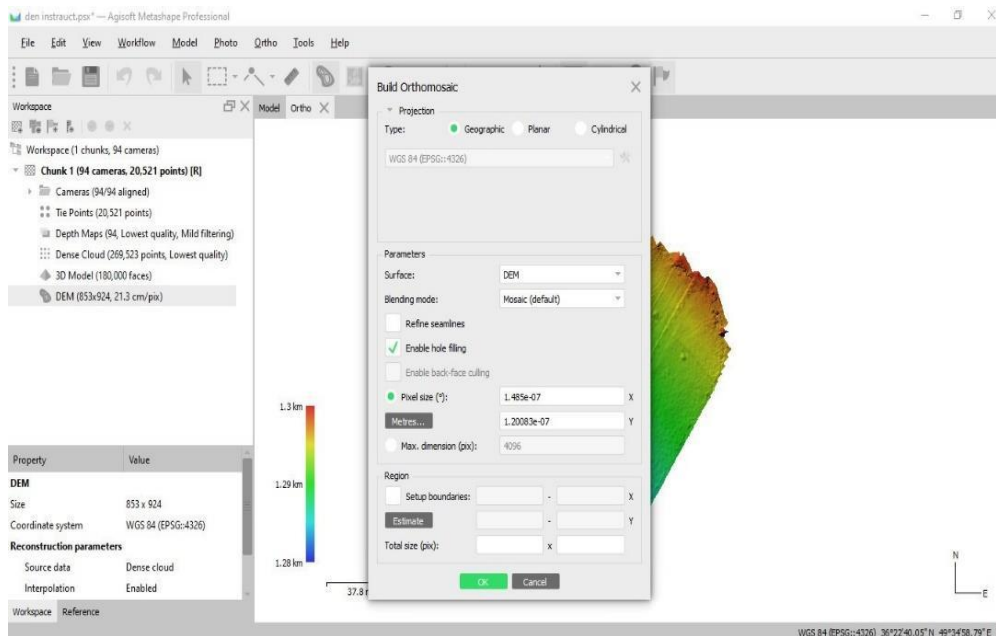 den instrauct.psx* — Agisoft Metashape Professional
File Edit View Workflow Model Photo Ortho Tools Help
Workspace
Workspace (1 chunks, 94 cameras)
Chunk 1 (94 cameras, 20,521 points) [R]
Cameras (94/94 aligned)
Tie Points (20,521 points)
Depth Maps (94, Lowest quality, Mild filtering)
Dense Cloud (269,523 points, Lowest quality)
3D Model (180,000 faces)
DEM (853x924, 21.3 cm/pix)
Property Value
DEM
Size 853 x 924
Coordinate system WGS 84 (EPSG::4326)
Reconstruction parameters
Source data Dense cloud
Interpolation Enabled
Workspace Reference
Model Ortho
1.3 km
1.29 km
1.28 km
37.8
Build Orthomosaic
Projection
Type: Geographic Planar Cylindrical
WGS 84 (EPSG::4326)
Parameters
Surface: DEM
Blending mode: Mosaic (default)
Refine seamlines
Enable hole filling
Enable back-face culling
Pixel size (°): 1.485e-07 X
Metres... 1.20083e-07 Y
Max. dimension (pix): 4096
Region
Setup boundaries: - X
Estimate - Y
Total size (pix): x
OK Cancel
N
E
WGS 84 (EPSG::4326) 36°22'40.05" N 49°34'58.79" E